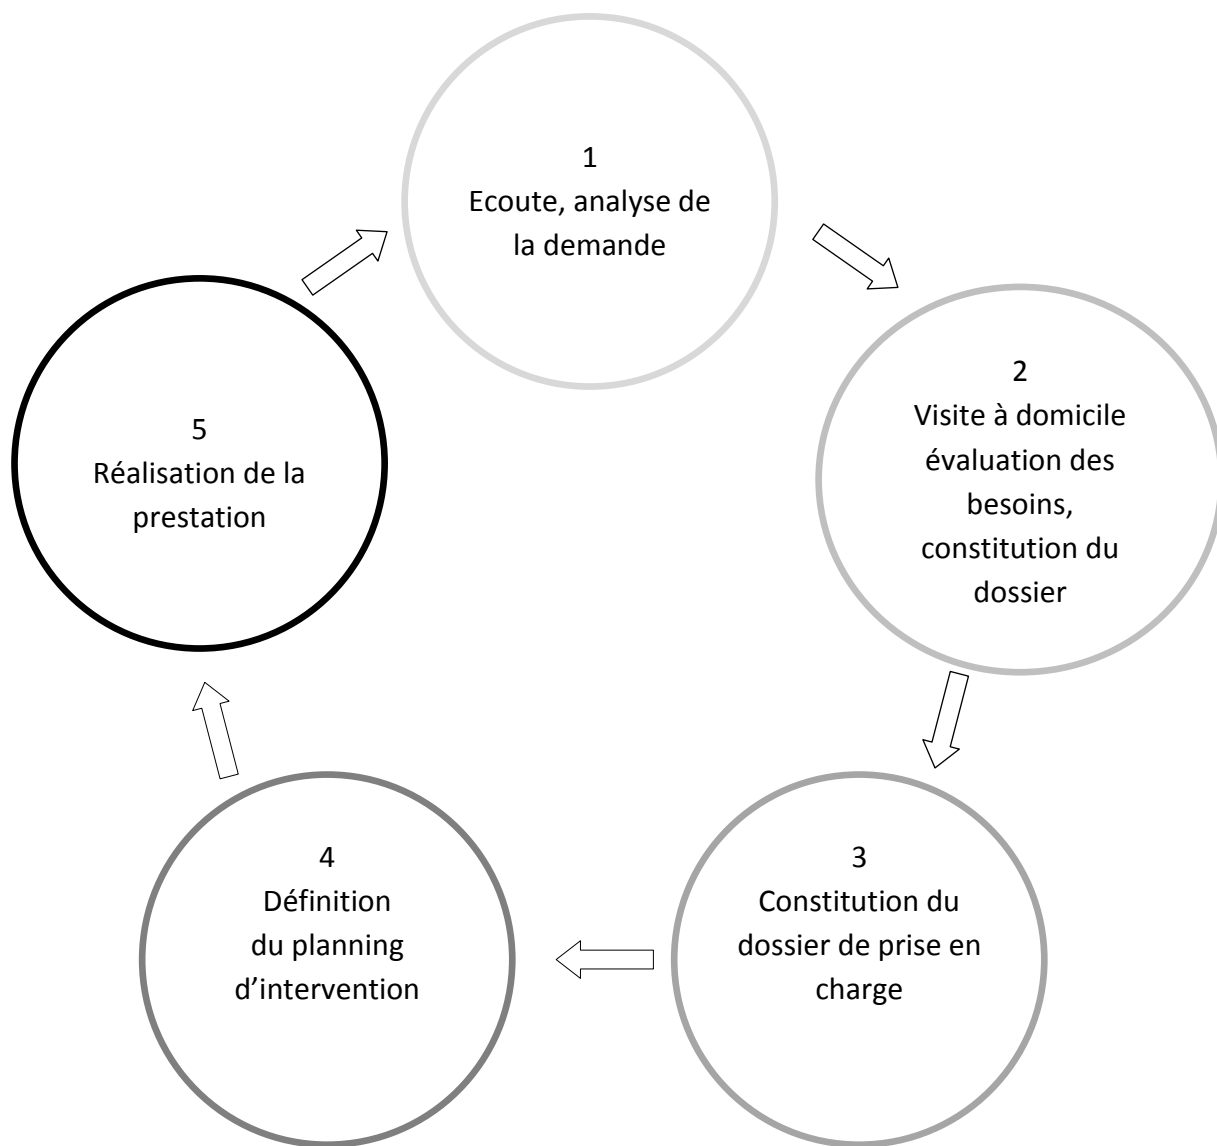 1
Ecoute, analyse de
la demande
2
Visite à domicile
évaluation des
besoins,
constitution du
dossier
3
Constitution du
dossier de prise en
charge
4
Définition
du planning
d’intervention
5
Réalisation de la
prestation